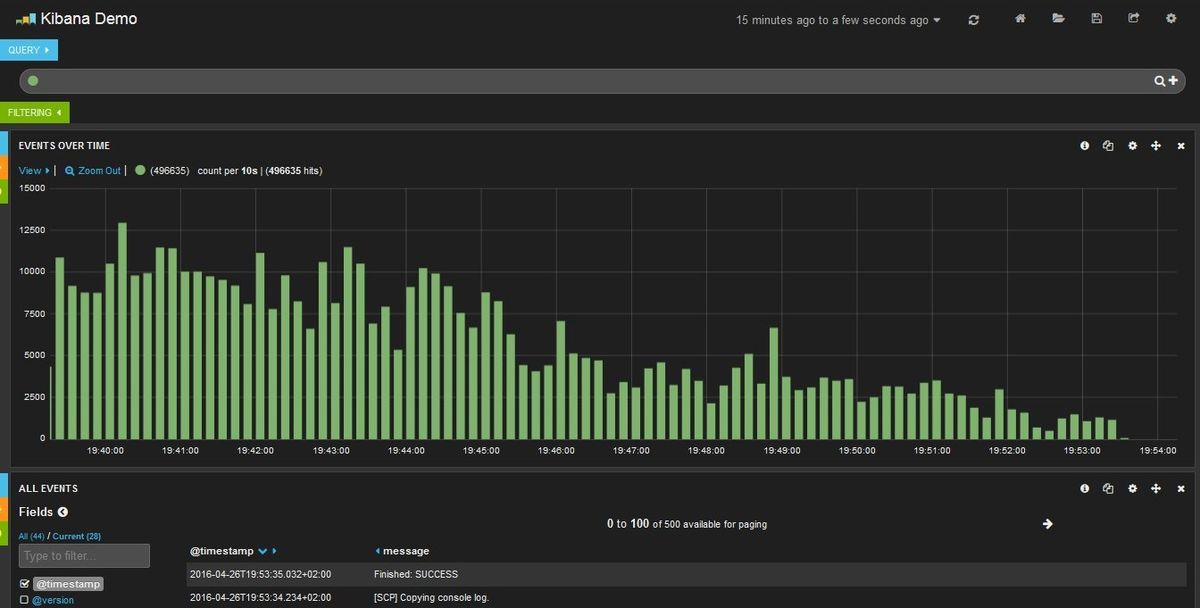 Kibana Demo
15 minutes ago to a few seconds ago
QUERY
FILTERING
EVENTS OVER TIME
View | Zoom Out | (496635) count per 10s | (496635 hits)
15000
12500
10000
7500
5000
2500
0
19:40:00 19:41:00 19:42:00 19:43:00 19:44:00 19:45:00 19:46:00 19:47:00 19:48:00 19:49:00 19:50:00 19:51:00 19:52:00 19:53:00 19:54:00
ALL EVENTS
Fields
0 to 100 of 500 available for paging
All (44) / Current (28)
Type to filter...
@timestamp message
2016-04-26T19:53:35.032+02:00 Finished: SUCCESS
@timestamp
2016-04-26T19:53:34.234+02:00 [SCP] Copying console log.
@version